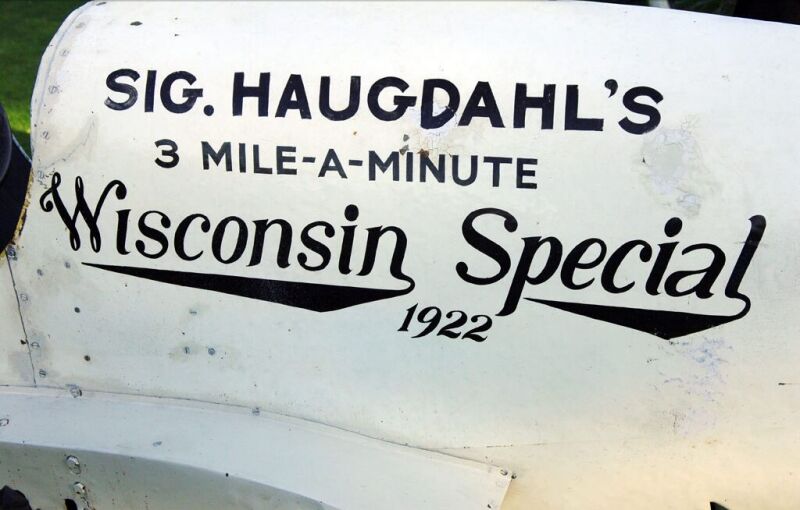 SIG. HAUGDAHL'S
3 MILE-A-MINUTE
Wisconsin Special
1922